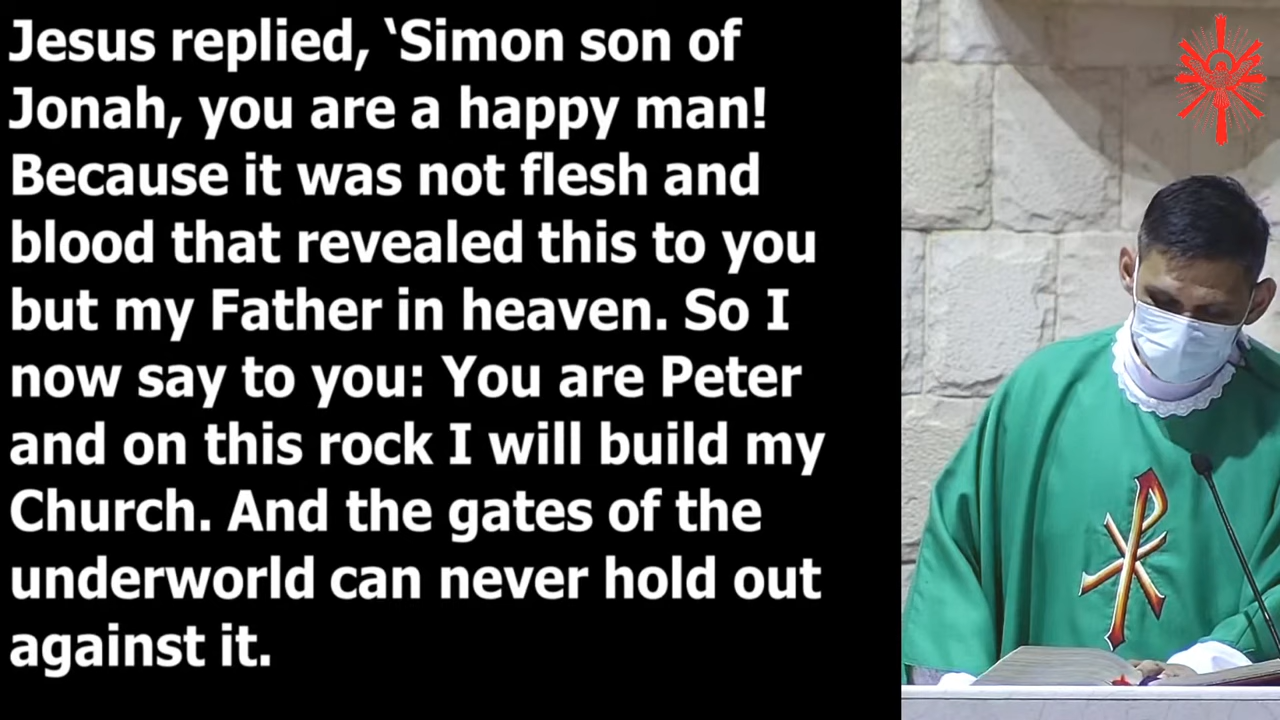 Jesus replied, ‘Simon son of
Jonah, you are a happy man!
Because it was not flesh and
blood that revealed this to you
but my Father in heaven. So I
now say to you: You are Peter
and on this rock I will build my
Church. And the gates of the
underworld can never hold out
against it.